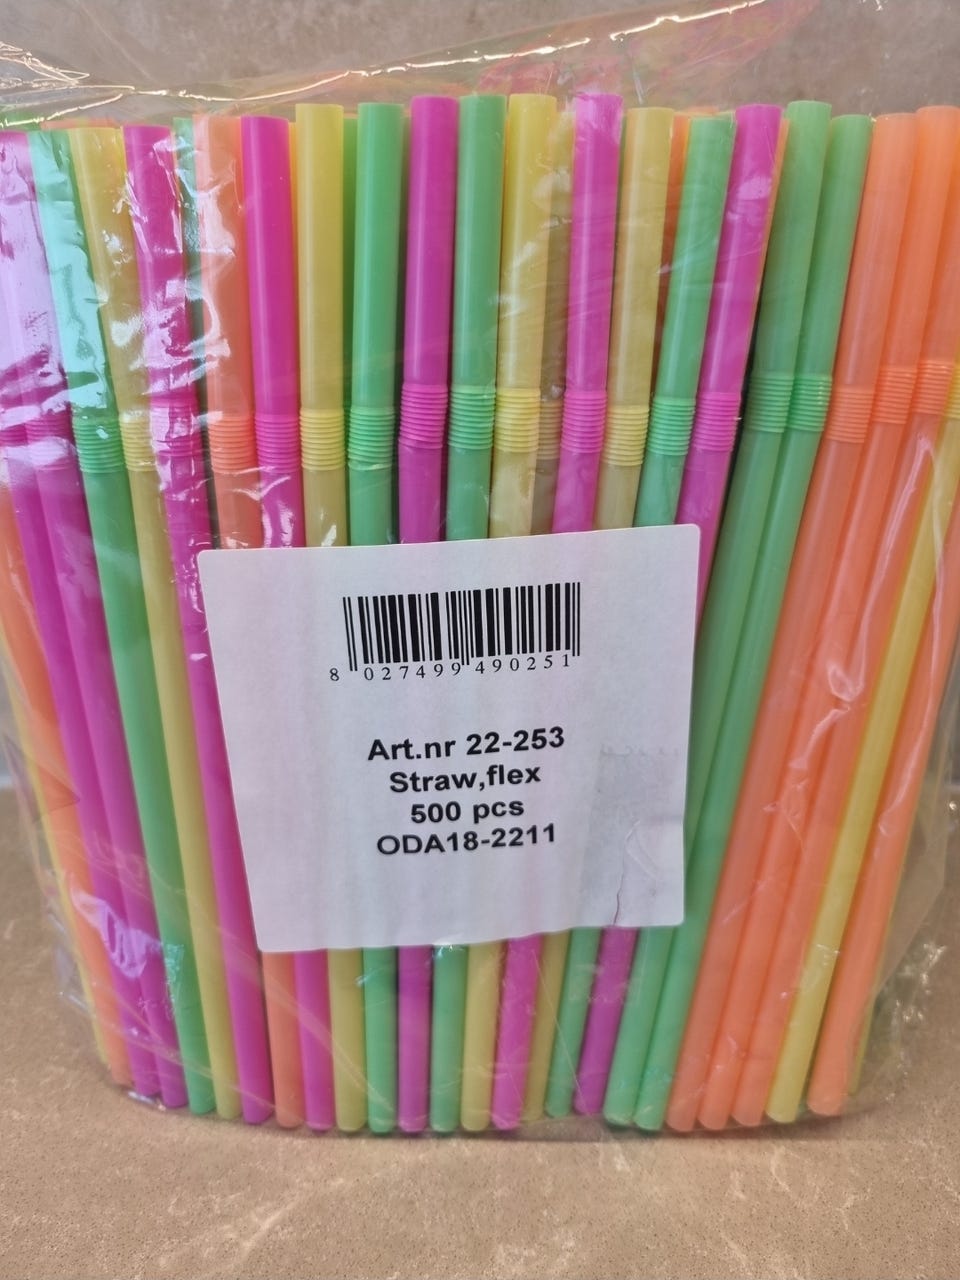 8 027499 490251
Art.nr 22-253
Straw,flex
500 pcs
ODA18-2211